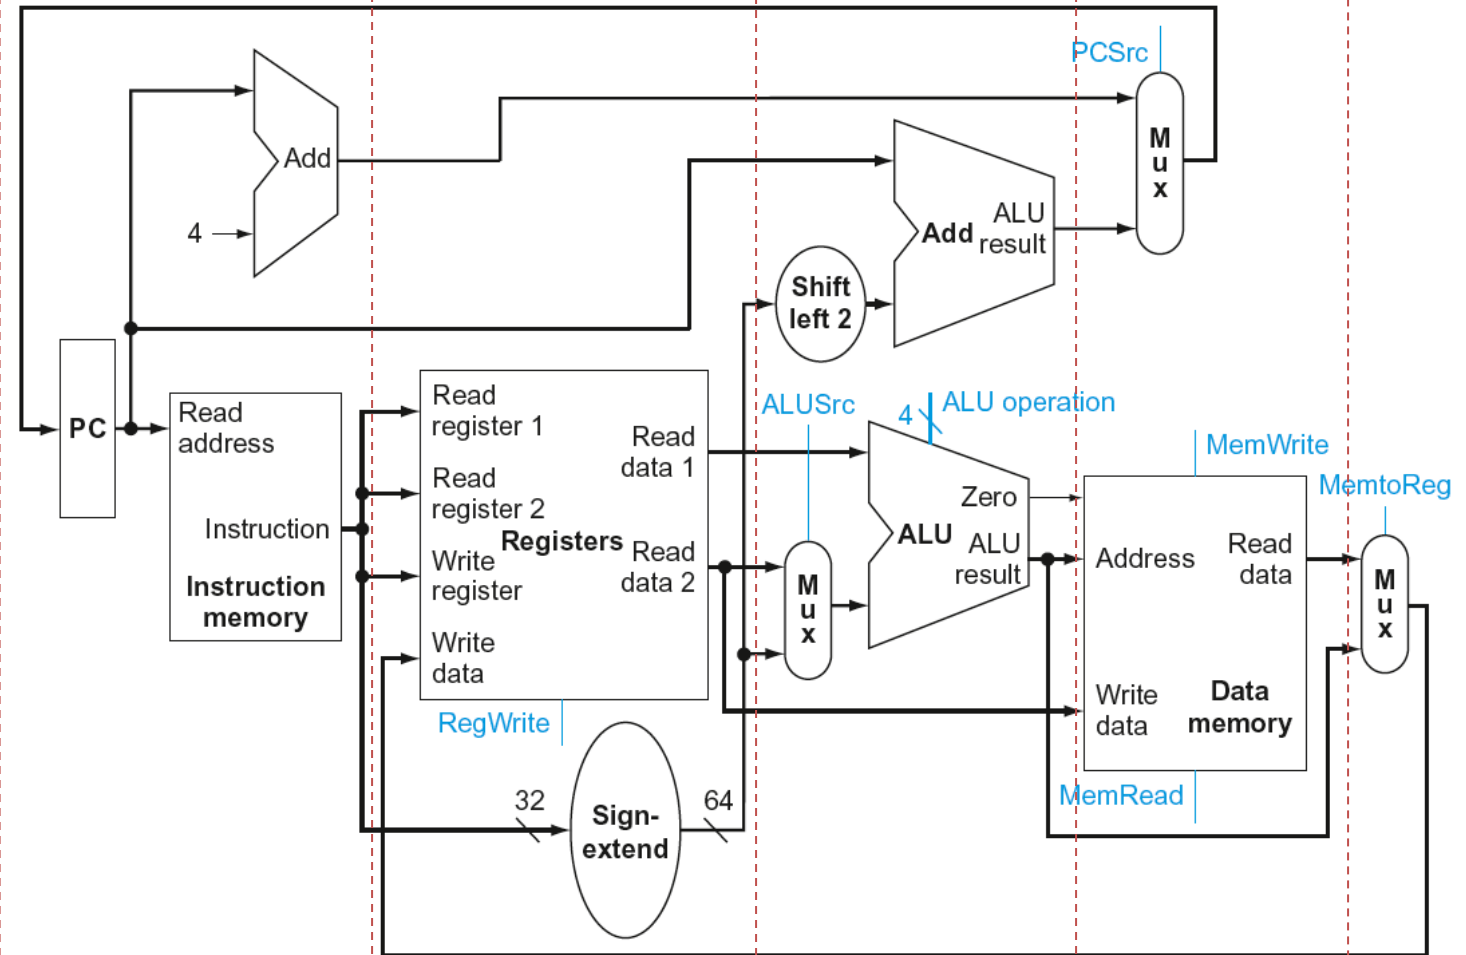 PCSrc
M
u
x
Add
4
ALU
result
Add
Shift
left 2
PC
Read
address
Instruction
Instruction
memory
Read
register 1
Read
register 2
Write
register
Write
data
Registers
Read
data 1
Read
data 2
RegWrite
32
Sign-
extend
64
ALUSrc
M
u
x
4
ALU operation
Zero
ALU
ALU
result
MemWrite
Address
Read
data
Write
data
Data
memory
MemRead
MemtoReg
M
u
x